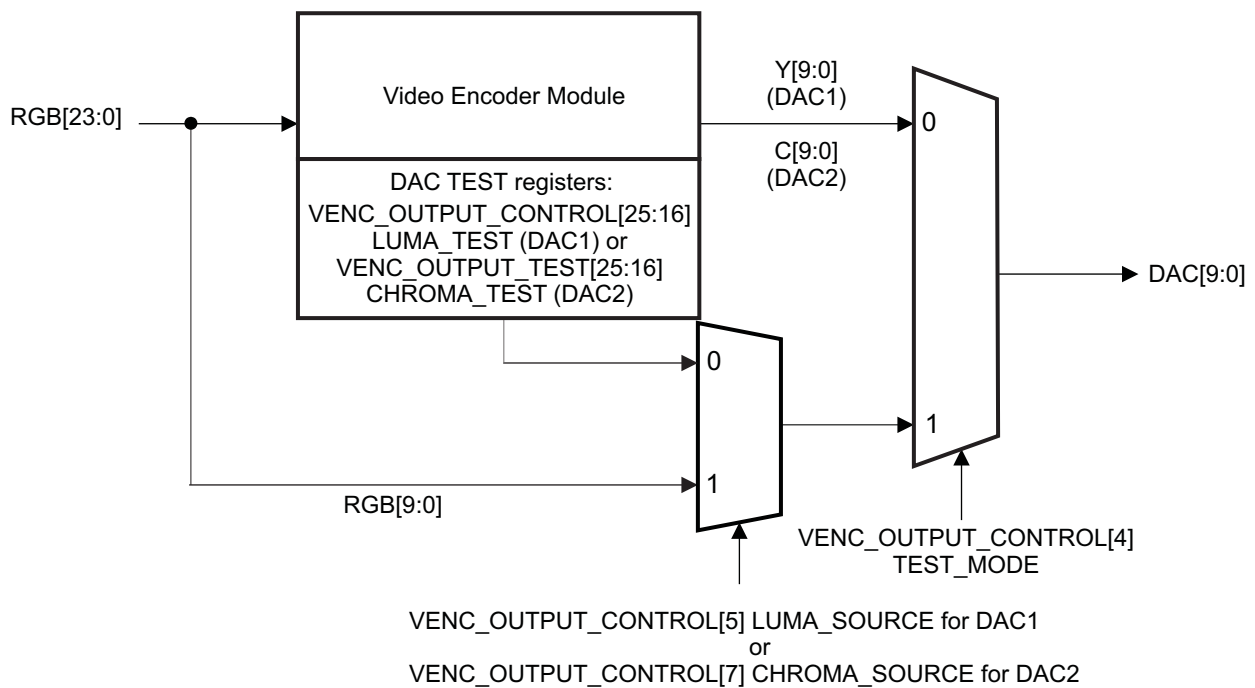 RGB[23:0]
Video Encoder Module
DAC TEST registers:
VENC_OUTPUT_CONTROL[25:16]
LUMA_TEST (DAC1) or
VENC_OUTPUT_TEST[25:16]
CHROMA_TEST (DAC2)
Y[9:0]
(DAC1)
C[9:0]
(DAC2)
0
1
DAC[9:0]
0
1
RGB[9:0]
VENC_OUTPUT_CONTROL[4]
TEST_MODE
VENC_OUTPUT_CONTROL[5] LUMA_SOURCE for DAC1
or
VENC_OUTPUT_CONTROL[7] CHROMA_SOURCE for DAC2